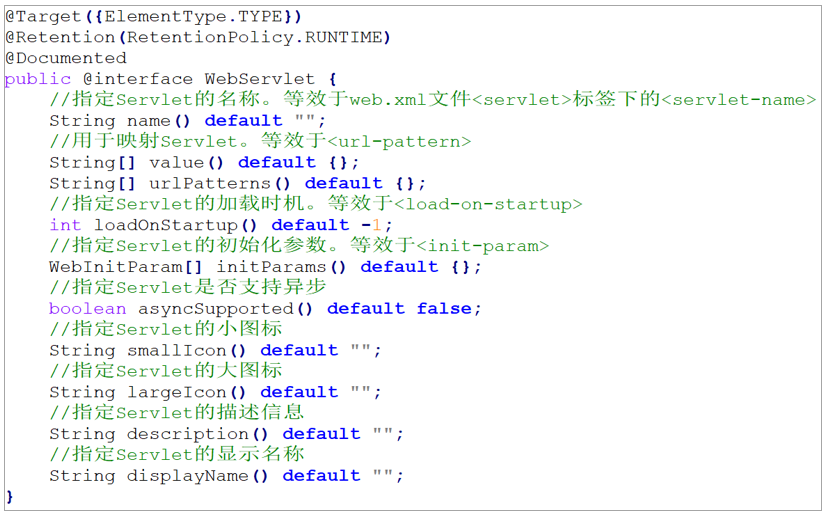 @Target({ElementType.TYPE})
@Retention(RetentionPolicy.RUNTIME)
@Documented
public @interface WebServlet {
    //指定Servlet的名称。等效于web.xml文件<servlet>标签下的<servlet-name>
    String name() default "";
    //用于映射Servlet。等效于<url-pattern>
    String[] value() default {};
    String[] urlPatterns() default {};
    //指定Servlet的加载时机。等效于<load-on-startup>
    int loadOnStartup() default -1;
    //指定Servlet的初始化参数。等效于<init-param>
    WebInitParam[] initParams() default {};
    //指定Servlet是否支持异步
    boolean asyncSupported() default false;
    //指定Servlet的小图标
    String smallIcon() default "";
    //指定Servlet的大图标
    String largeIcon() default "";
    //指定Servlet的描述信息
    String description() default "";
    //指定Servlet的显示名称
    String displayName() default "";
}